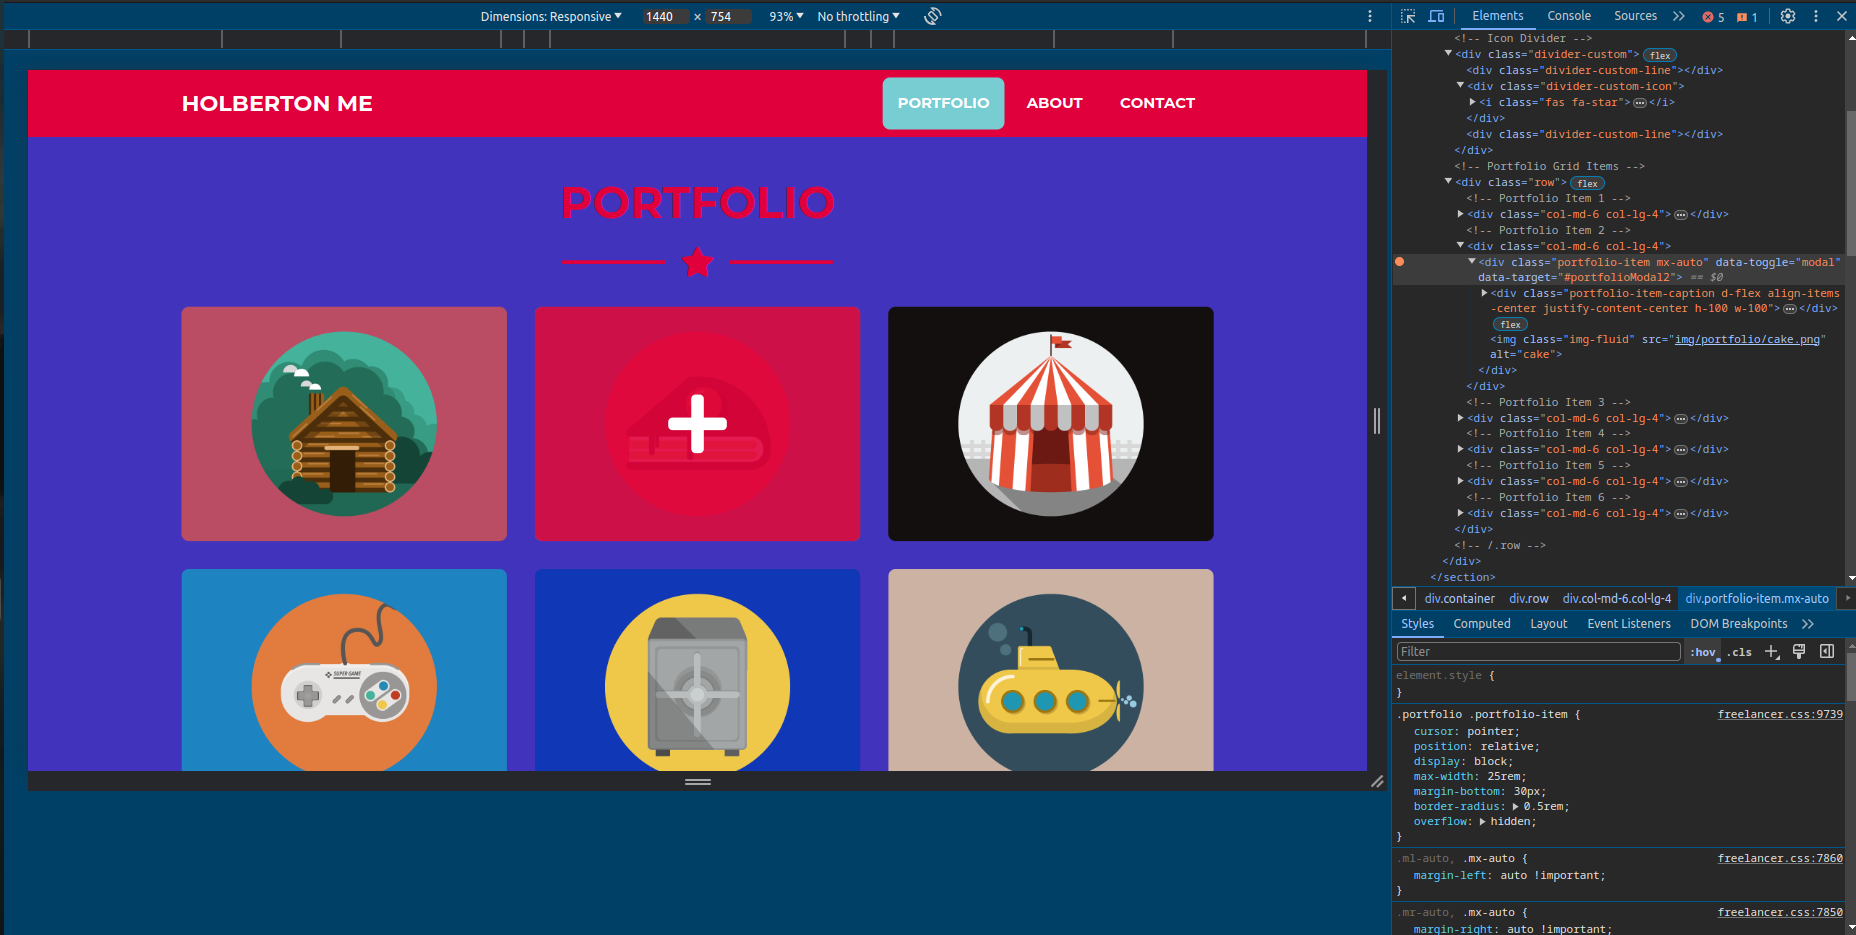 Dimensions: Responsive 1440 × 754 93% No throttling
HOLBERTON ME
PORTFOLIO ABOUT CONTACT
PORTFOLIO
SUPER GAME
Elements Console Sources 5 1
<!-- Icon Divider -->
<div class="divider-custom"> flex
<div class="divider-custom-line"></div>
<div class="divider-custom-icon">
<i class="fas fa-star">…</i>
</div>
<div class="divider-custom-line"></div>
</div>
<!-- Portfolio Grid Items -->
<div class="row"> flex
<!-- Portfolio Item 1 -->
<div class="col-md-6 col-lg-4">…</div>
<!-- Portfolio Item 2 -->
<div class="col-md-6 col-lg-4">
<div class="portfolio-item mx-auto" data-toggle="modal"
data-target="#portfolioModal2"> == $0
<div class="portfolio-item-caption d-flex align-items
-center justify-content-center h-100 w-100">…</div>
flex
<img class="img-fluid" src="img/portfolio/cake.png"
alt="cake">
</div>
</div>
<!-- Portfolio Item 3 -->
<div class="col-md-6 col-lg-4">…</div>
<!-- Portfolio Item 4 -->
<div class="col-md-6 col-lg-4">…</div>
<!-- Portfolio Item 5 -->
<div class="col-md-6 col-lg-4">…</div>
<!-- Portfolio Item 6 -->
<div class="col-md-6 col-lg-4">…</div>
</div>
<!-- /.row -->
</div>
</section>
div.container div.row div.col-md-6.col-lg-4 div.portfolio-item.mx-auto
Styles Computed Layout Event Listeners DOM Breakpoints
Filter :hov .cls
element.style {
}
.portfolio .portfolio-item { freelancer.css:9739
cursor: pointer;
position: relative;
display: block;
max-width: 25rem;
margin-bottom: 30px;
border-radius: 0.5rem;
overflow: hidden;
}
.ml-auto, .mx-auto { freelancer.css:7860
margin-left: auto !important;
}
.mr-auto, .mx-auto { freelancer.css:7850
margin-right: auto !important;